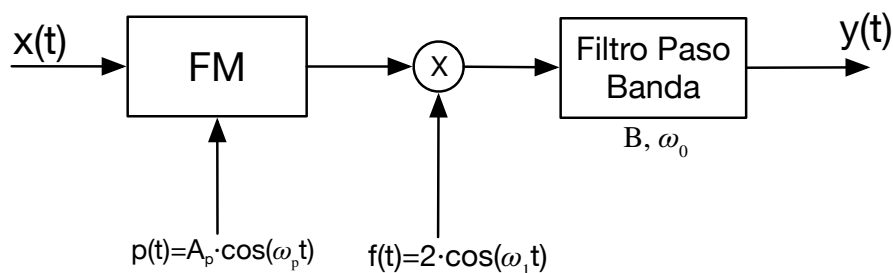 x(t)
FM
X
Filtro Paso
Banda
y(t)
B, ω₀
p(t)=Aₚ·cos(ωₚt)
f(t)=2·cos(ω₁t)